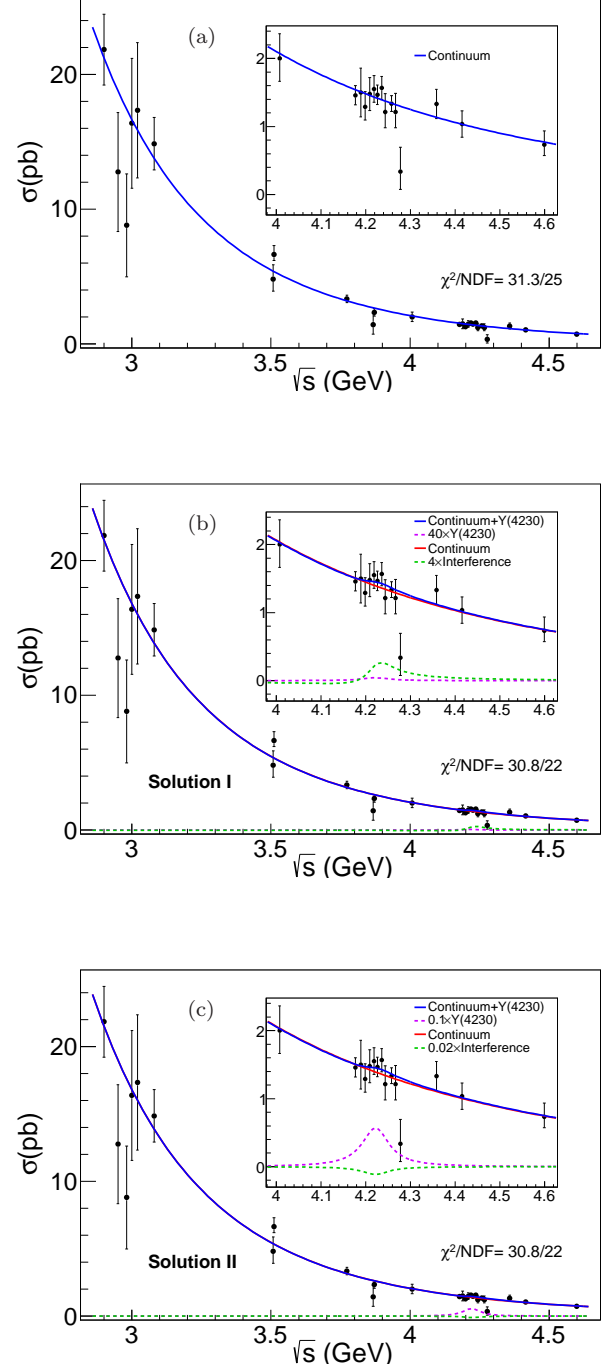 (a)
Continuum
2
1
0
4 4.1 4.2 4.3 4.4 4.5 4.6
20
10
0
σ(pb)
χ²/NDF= 31.3/25
3 3.5 4 4.5
√s (GeV)
(b)
Continuum+Y(4230)
40×Y(4230)
Continuum
4×Interference
2
1
0
4 4.1 4.2 4.3 4.4 4.5 4.6
20
10
0
σ(pb)
Solution I
χ²/NDF= 30.8/22
3 3.5 4 4.5
√s (GeV)
(c)
Continuum+Y(4230)
0.1×Y(4230)
Continuum
0.02×Interference
2
1
0
4 4.1 4.2 4.3 4.4 4.5 4.6
20
10
0
σ(pb)
Solution II
χ²/NDF= 30.8/22
3 3.5 4 4.5
√s (GeV)